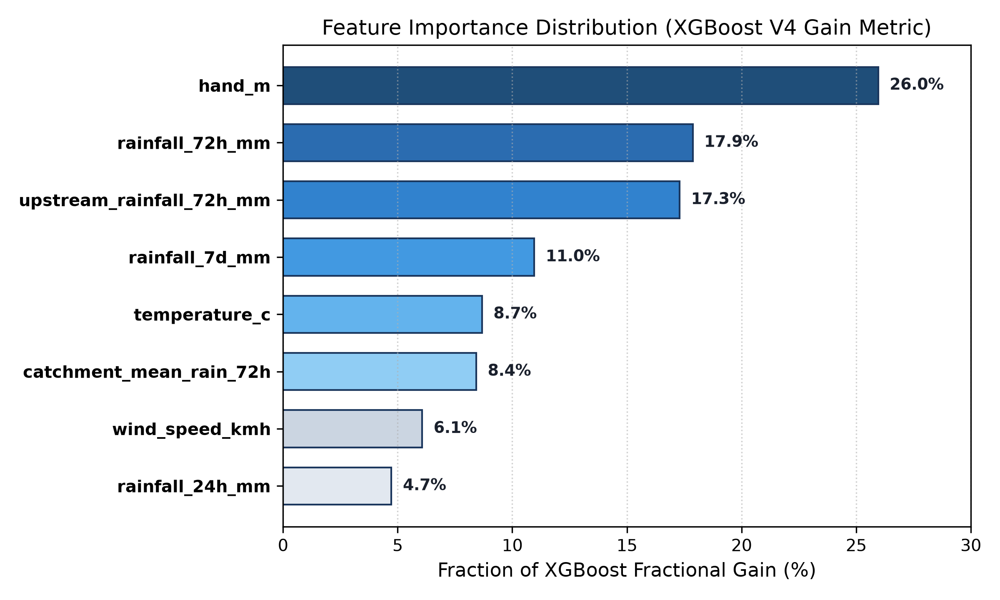 Feature Importance Distribution (XGBoost V4 Gain Metric)
hand_m 26.0%
rainfall_72h_mm 17.9%
upstream_rainfall_72h_mm 17.3%
rainfall_7d_mm 11.0%
temperature_c 8.7%
catchment_mean_rain_72h 8.4%
wind_speed_kmh 6.1%
rainfall_24h_mm 4.7%
0 5 10 15 20 25 30
Fraction of XGBoost Fractional Gain (%)